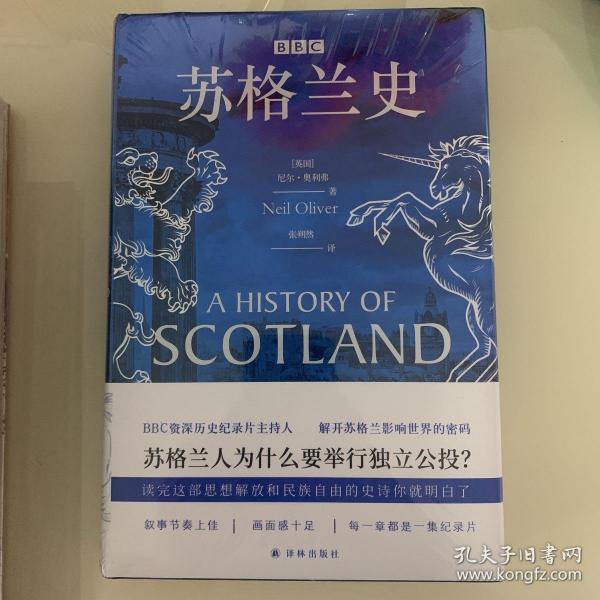 BBC
苏格兰史
[英国]
尼尔·奥利弗
著
Neil Oliver
张朔然
译
A HISTORY OF
SCOTLAND
BBC资深历史纪录片主持人 解开苏格兰影响世界的密码
苏格兰人为什么要举行独立公投?
读完这部思想解放和民族自由的史诗你就明白了
叙事节奏上佳 | 画面感十足 | 每一章都是一集纪录片
译林出版社
孔夫子旧书网
www.kongfz.com